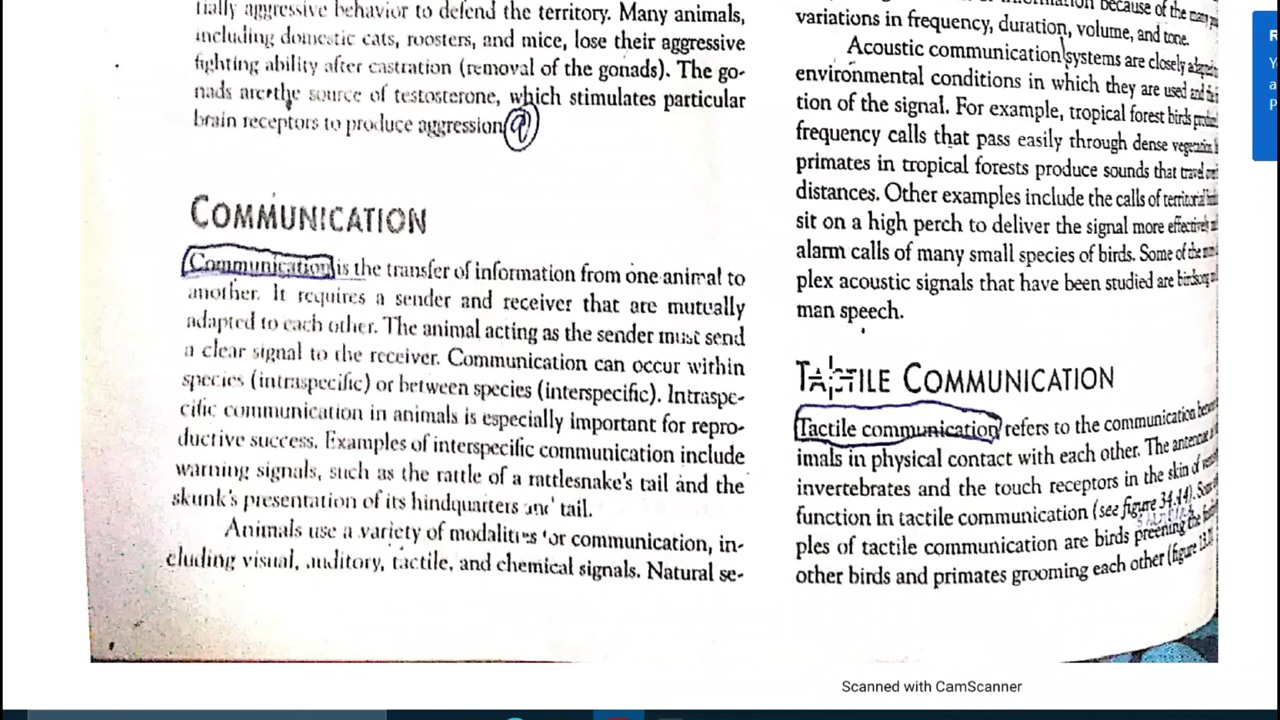 tially aggressive behavior to defend the territory. Many animals,
including domestic cats, roosters, and mice, lose their aggressive
fighting ability after castration (removal of the gonads). The go-
nads are the source of testosterone, which stimulates particular
brain receptors to produce aggression
COMMUNICATION
Communication is the transfer of information from one animal to
another. It requires a sender and receiver that are mutually
adapted to each other. The animal acting as the sender must send
a clear signal to the receiver. Communication can occur within
species (intraspecific) or between species (interspecific). Intraspe-
cific communication in animals is especially important for repro-
ductive success. Examples of interspecific communication include
warning signals, such as the rattle of a rattlesnake's tail and the
skunk's presentation of its hindquarters and tail.
Animals use a variety of modalities for communication, in-
cluding visual, auditory, tactile, and chemical signals. Natural se-
because of the many
variations in frequency, duration, volume, and tone.
Acoustic communication systems are closely
environmental conditions in which they are used and
tion of the signal. For example, tropical forest birds
frequency calls that pass easily through dense vegetation
primates in tropical forests produce sounds that travel
distances. Other examples include the calls of territorial
sit on a high perch to deliver the signal more effectively
alarm calls of many small species of birds. Some of the
plex acoustic signals that have been studied are birdsong
man speech.
TACTILE COMMUNICATION
Tactile communication refers to the communication
imals in physical contact with each other. The antennae
invertebrates and the touch receptors in the skin of
function in tactile communication (see figure 34.14).
ples of tactile communication are birds preening the
other birds and primates grooming each other (figure
Scanned with CamScanner